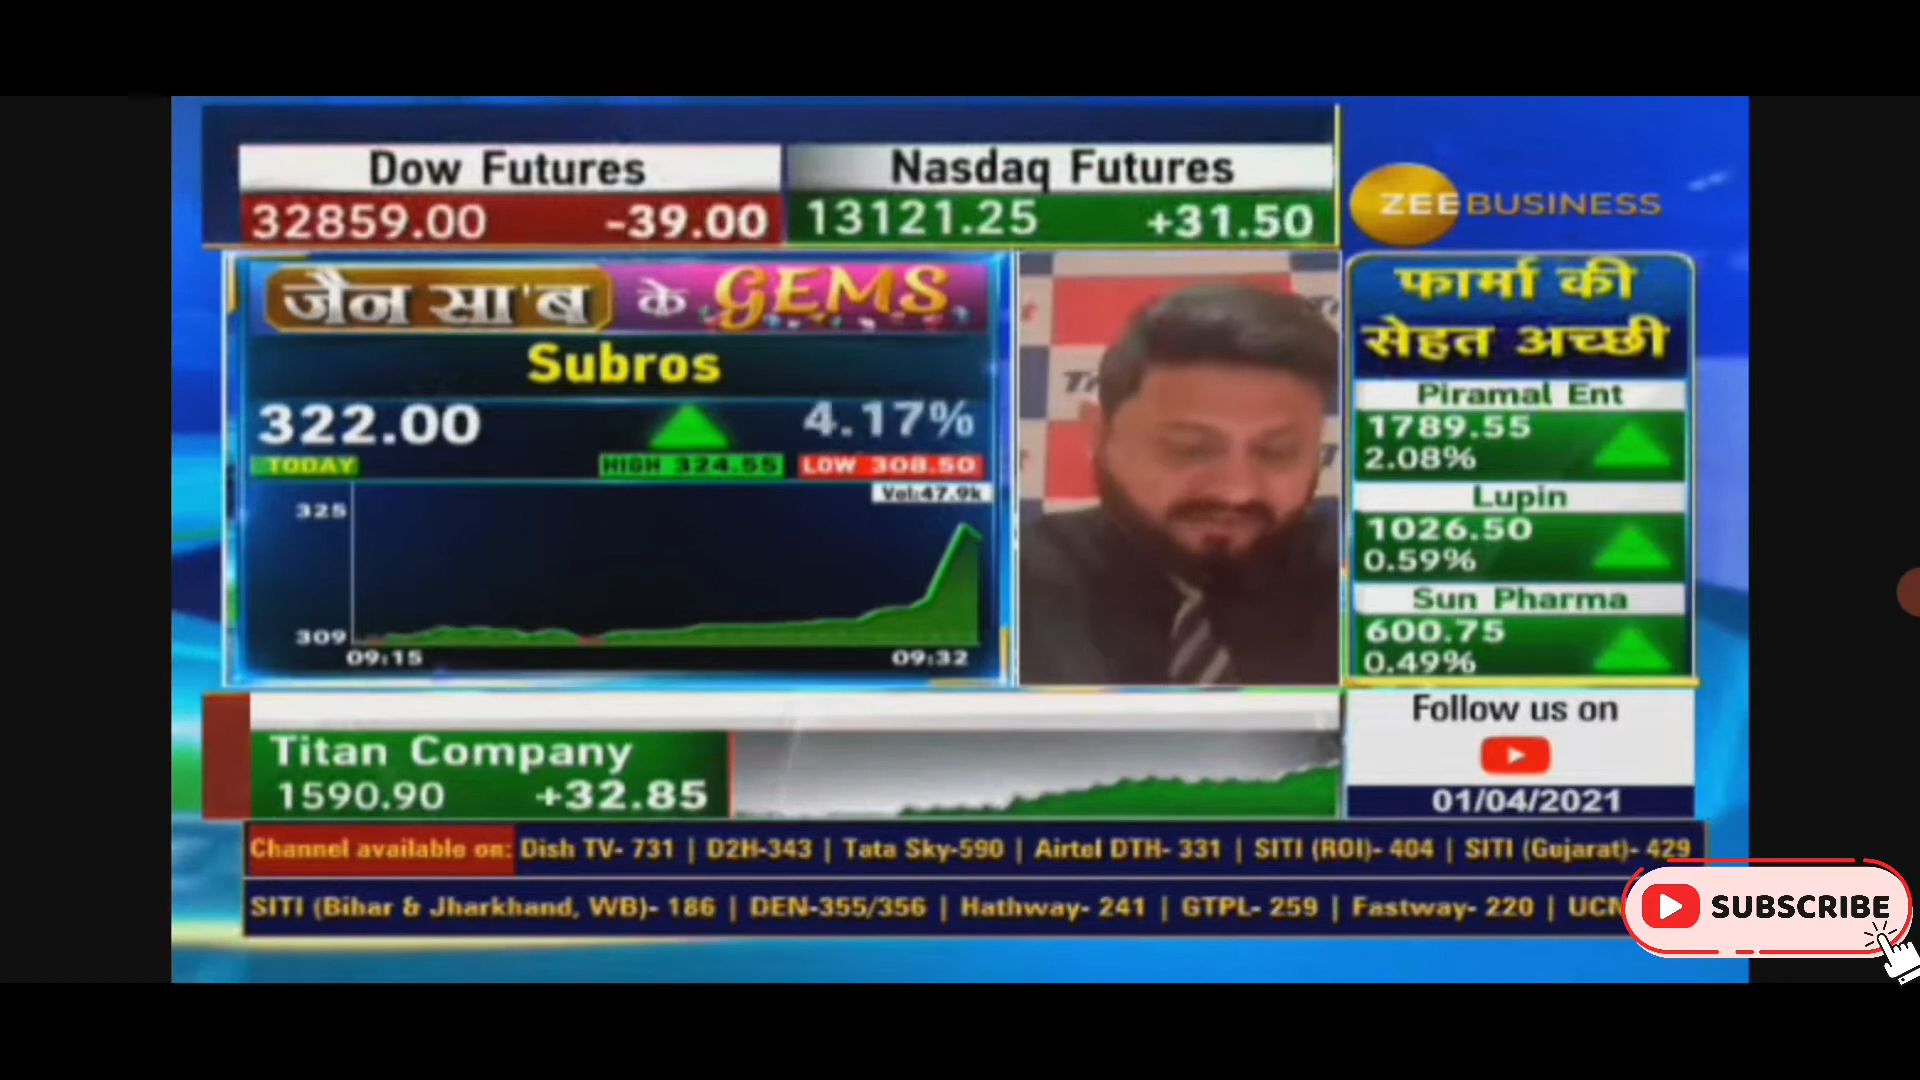 Dow Futures
32859.00 -39.00
Nasdaq Futures
13121.25 +31.50
ZEE BUSINESS
जैन सा'ब के GEMS
Subros
322.00 4.17%
TODAY HIGH 324.55 LOW 308.50
Vol:47.9k
325
309
09:15 09:32
फार्मा की
सेहत अच्छी
Piramal Ent
1789.55
2.08%
Lupin
1026.50
0.59%
Sun Pharma
600.75
0.49%
Titan Company
1590.90 +32.85
Follow us on
01/04/2021
Channel available on: Dish TV- 731 | D2H-343 | Tata Sky-590 | Airtel DTH- 331 | SITI (ROI)- 404 | SITI (Gujarat)- 429
SITI (Bihar & Jharkhand, WB)- 186 | DEN-355/356 | Hathway- 241 | GTPL- 259 | Fastway- 220 | UCN
SUBSCRIBE